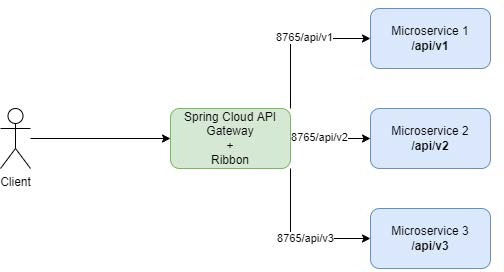 8765/api/v1
Microservice 1
/api/v1
Spring Cloud API
Gateway
+
Ribbon
8765/api/v2
Microservice 2
/api/v2
Client
8765/api/v3
Microservice 3
/api/v3